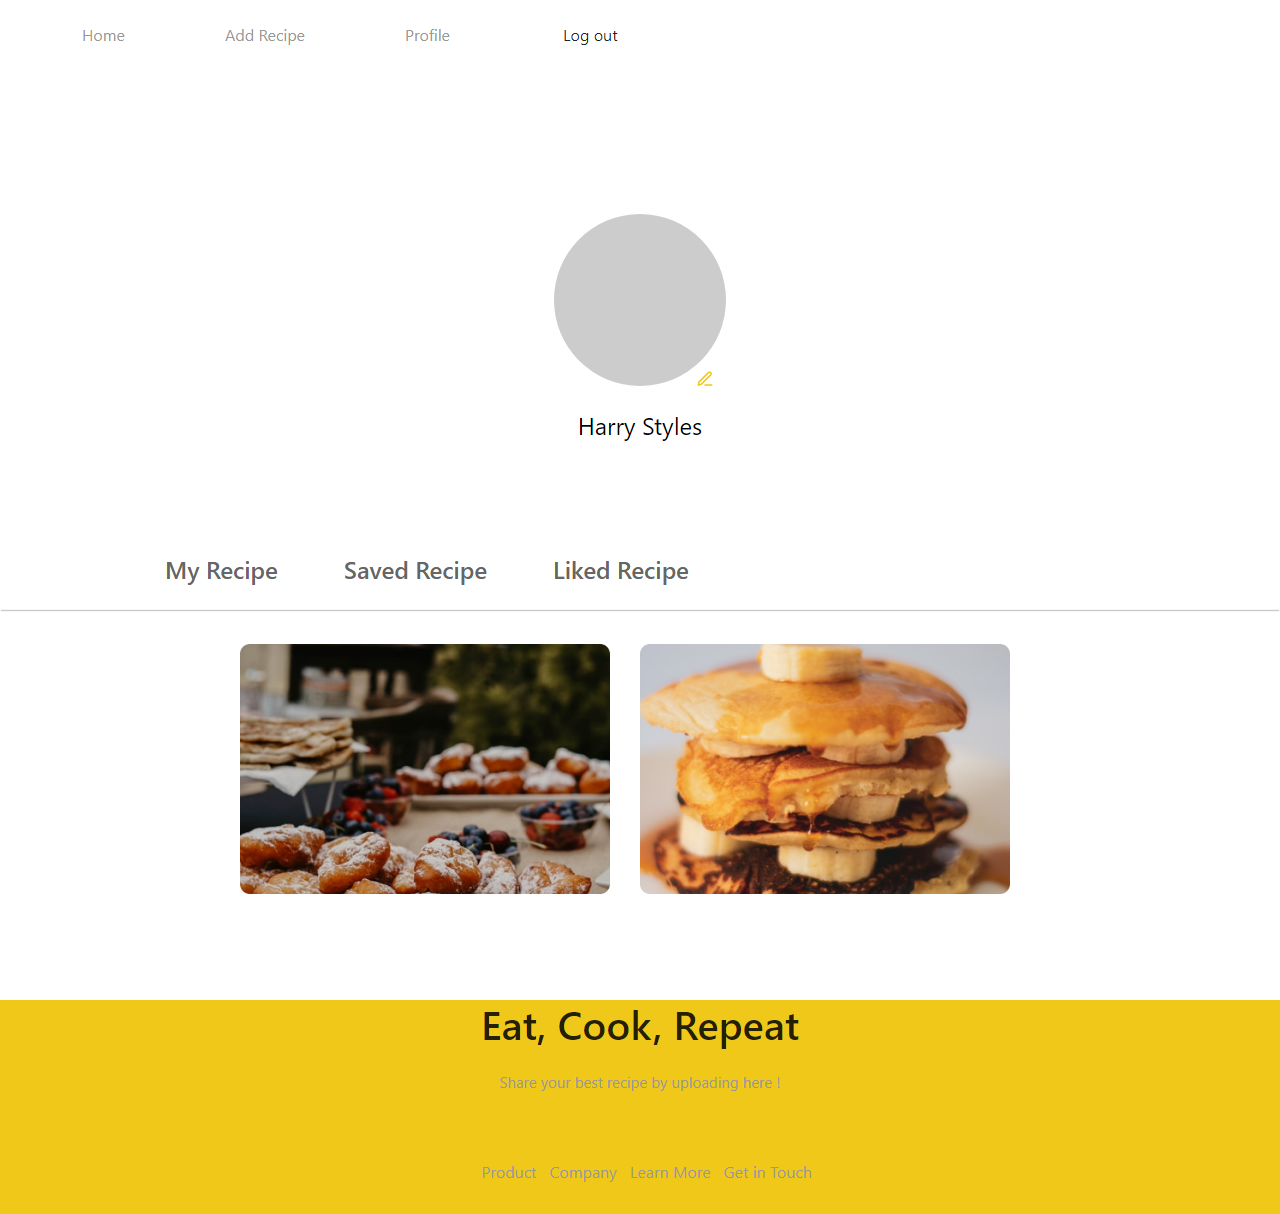 Home Add Recipe Profile Log out
Harry Styles
My Recipe Saved Recipe Liked Recipe
Eat, Cook, Repeat
Share your best recipe by uploading here !
Product Company Learn More Get in Touch